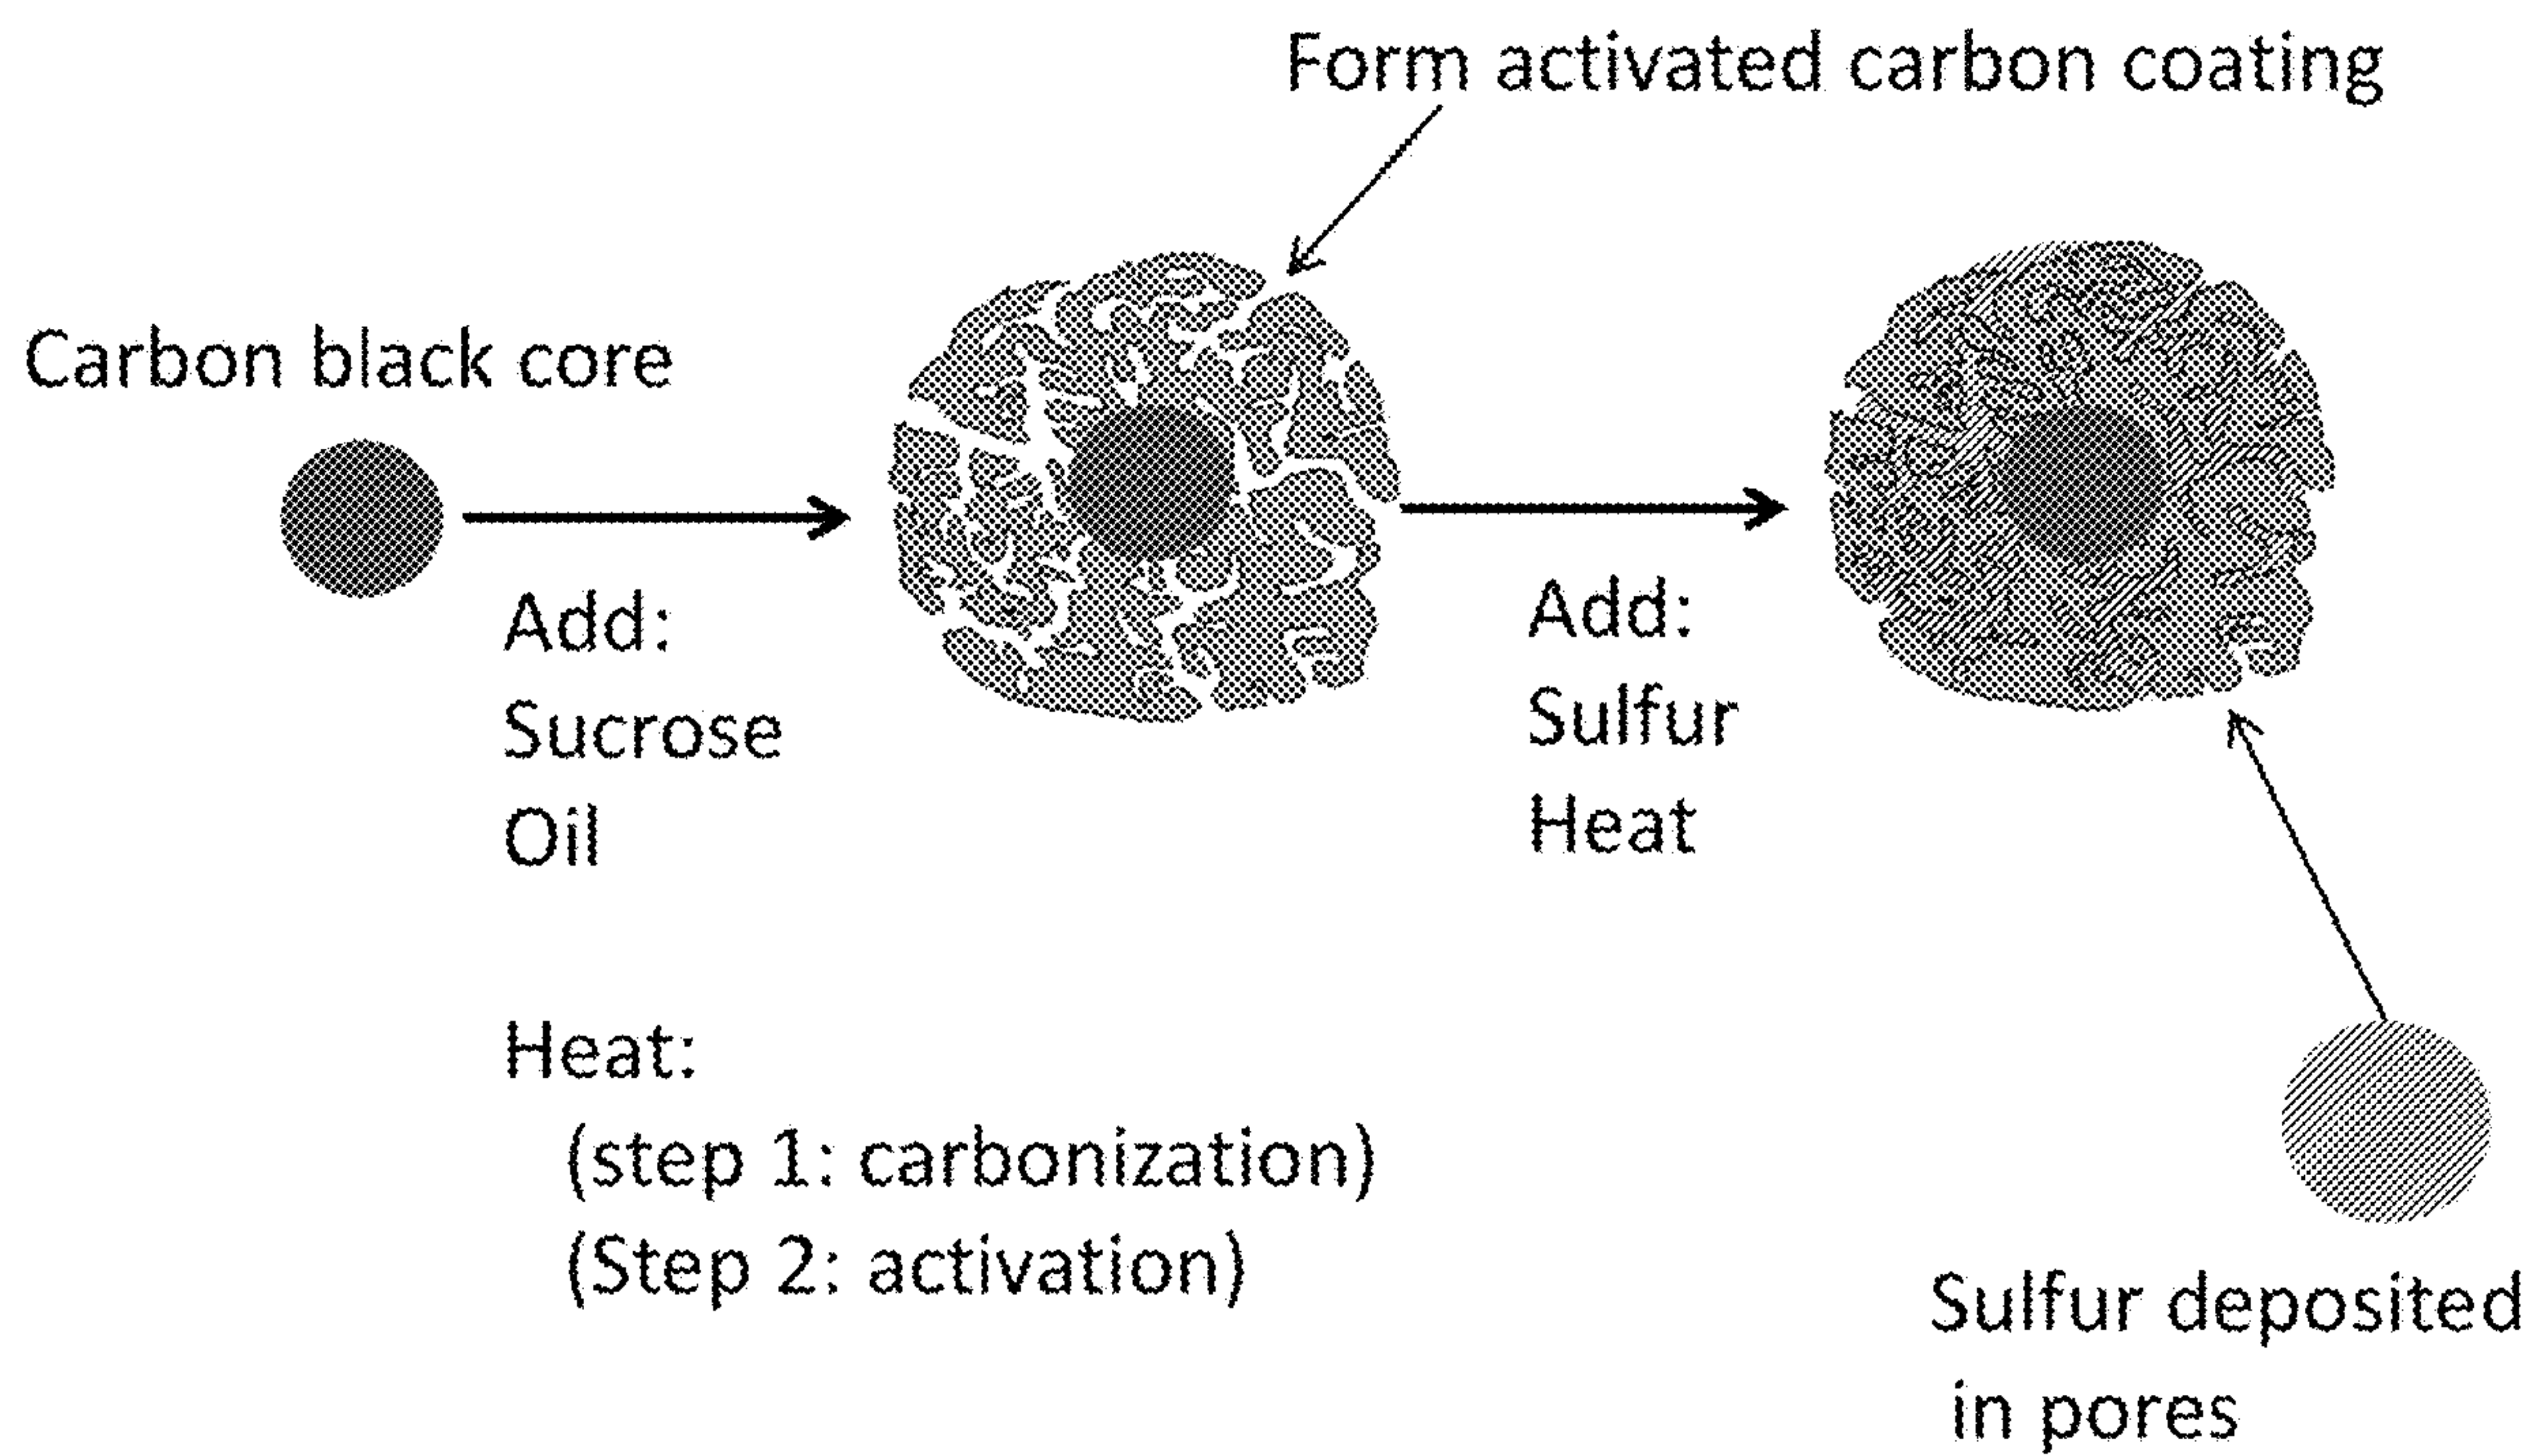 Form activated carbon coating
Carbon black core
Add:
Sucrose
Oil
Heat:
(step 1: carbonization)
(Step 2: activation)
Add:
Sulfur
Heat
Sulfur deposited
in pores